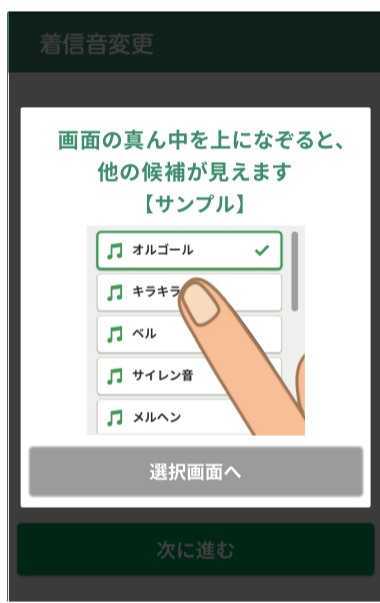 着信音変更
画面の真ん中を上になぞると、
他の候補が見えます
【サンプル】
オルゴール
キラキラ
ベル
サイレン音
メルヘン
選択画面へ
次に進む